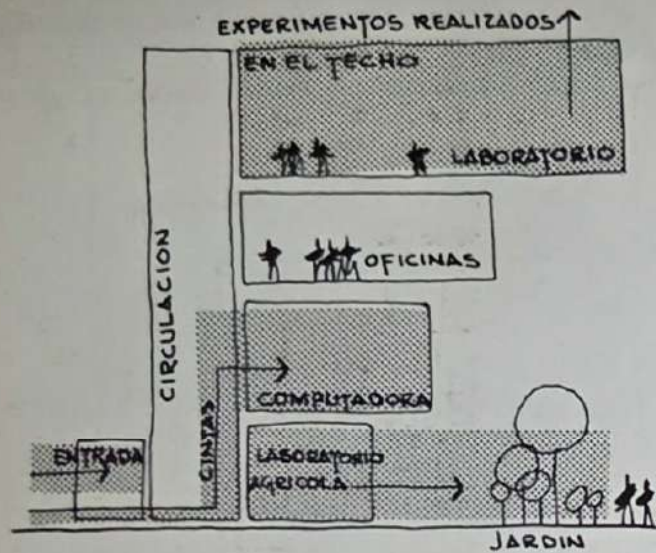 EXPERIMENTOS REALIZADOS
EN EL TECHO
LABORATORIO
CIRCULACION
OFICINAS
COMPUTADORA
CINTAS
ENTRADA
LABORATORIO
AGRICOLA
JARDIN